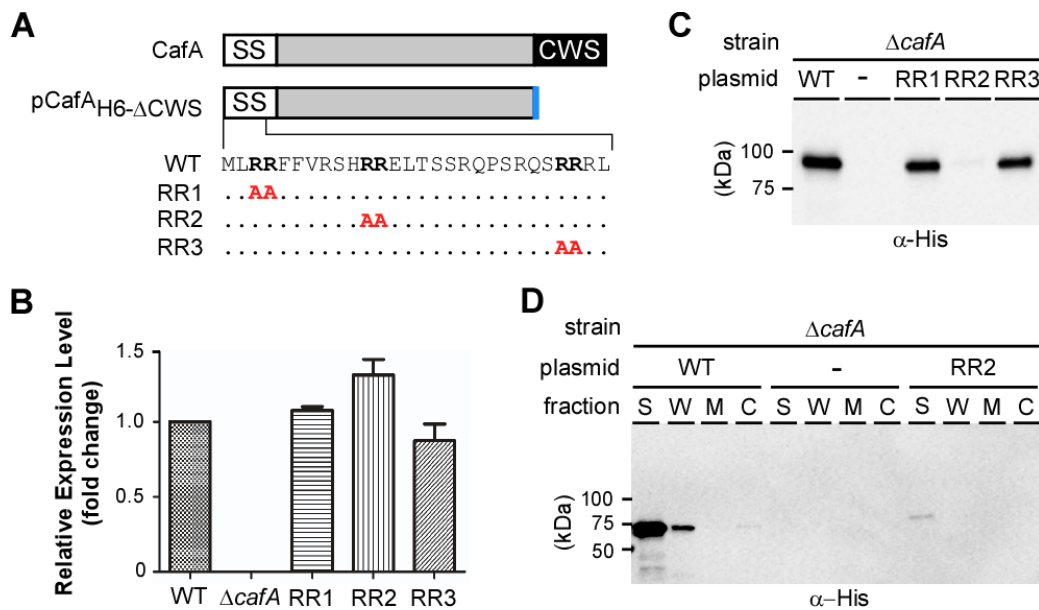 A
CafA SS CWS
pCafA_H6-ΔCWS SS
WT MLRRFFVRSHRRELTSSRQPSRQSRRRL
RR1 ..AA........................
RR2 ..........AA................
RR3 ........................AA..
B
Relative Expression Level
(fold change)
1.5
1.0
0.5
0
WT ΔcafA RR1 RR2 RR3
C
strain ΔcafA
plasmid WT - RR1 RR2 RR3
(kDa)
100
75
α-His
D
strain ΔcafA
plasmid WT - RR2
fraction S W M C S W M C S W M C
(kDa)
100
75
50
α–His